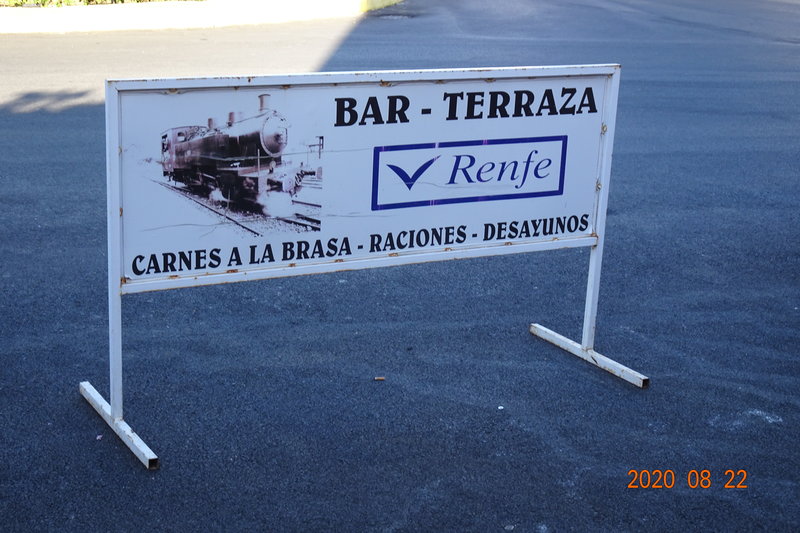 BAR - TERRAZA
Renfe
CARNES A LA BRASA - RACIONES - DESAYUNOS
2020 08 22